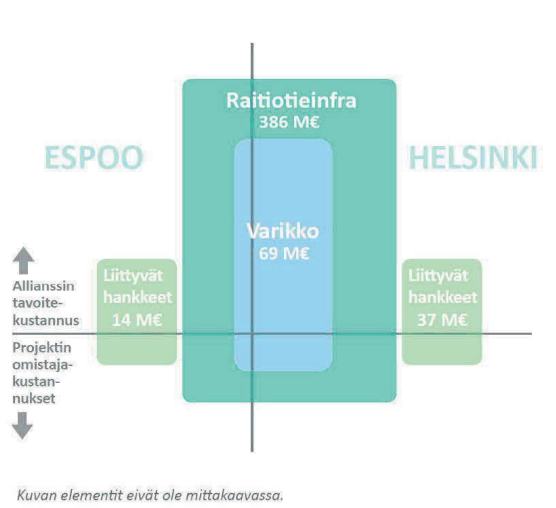 Raitiotieinfra
386 M€
ESPOO
HELSINKI
Varikko
69 M€
Allianssin
tavoite-
kustannus
Liittyvät
hankkeet
14 M€
Liittyvät
hankkeet
37 M€
Projektin
omistaja-
kustan-
nukset
Kuvan elementit eivät ole mittakaavassa.